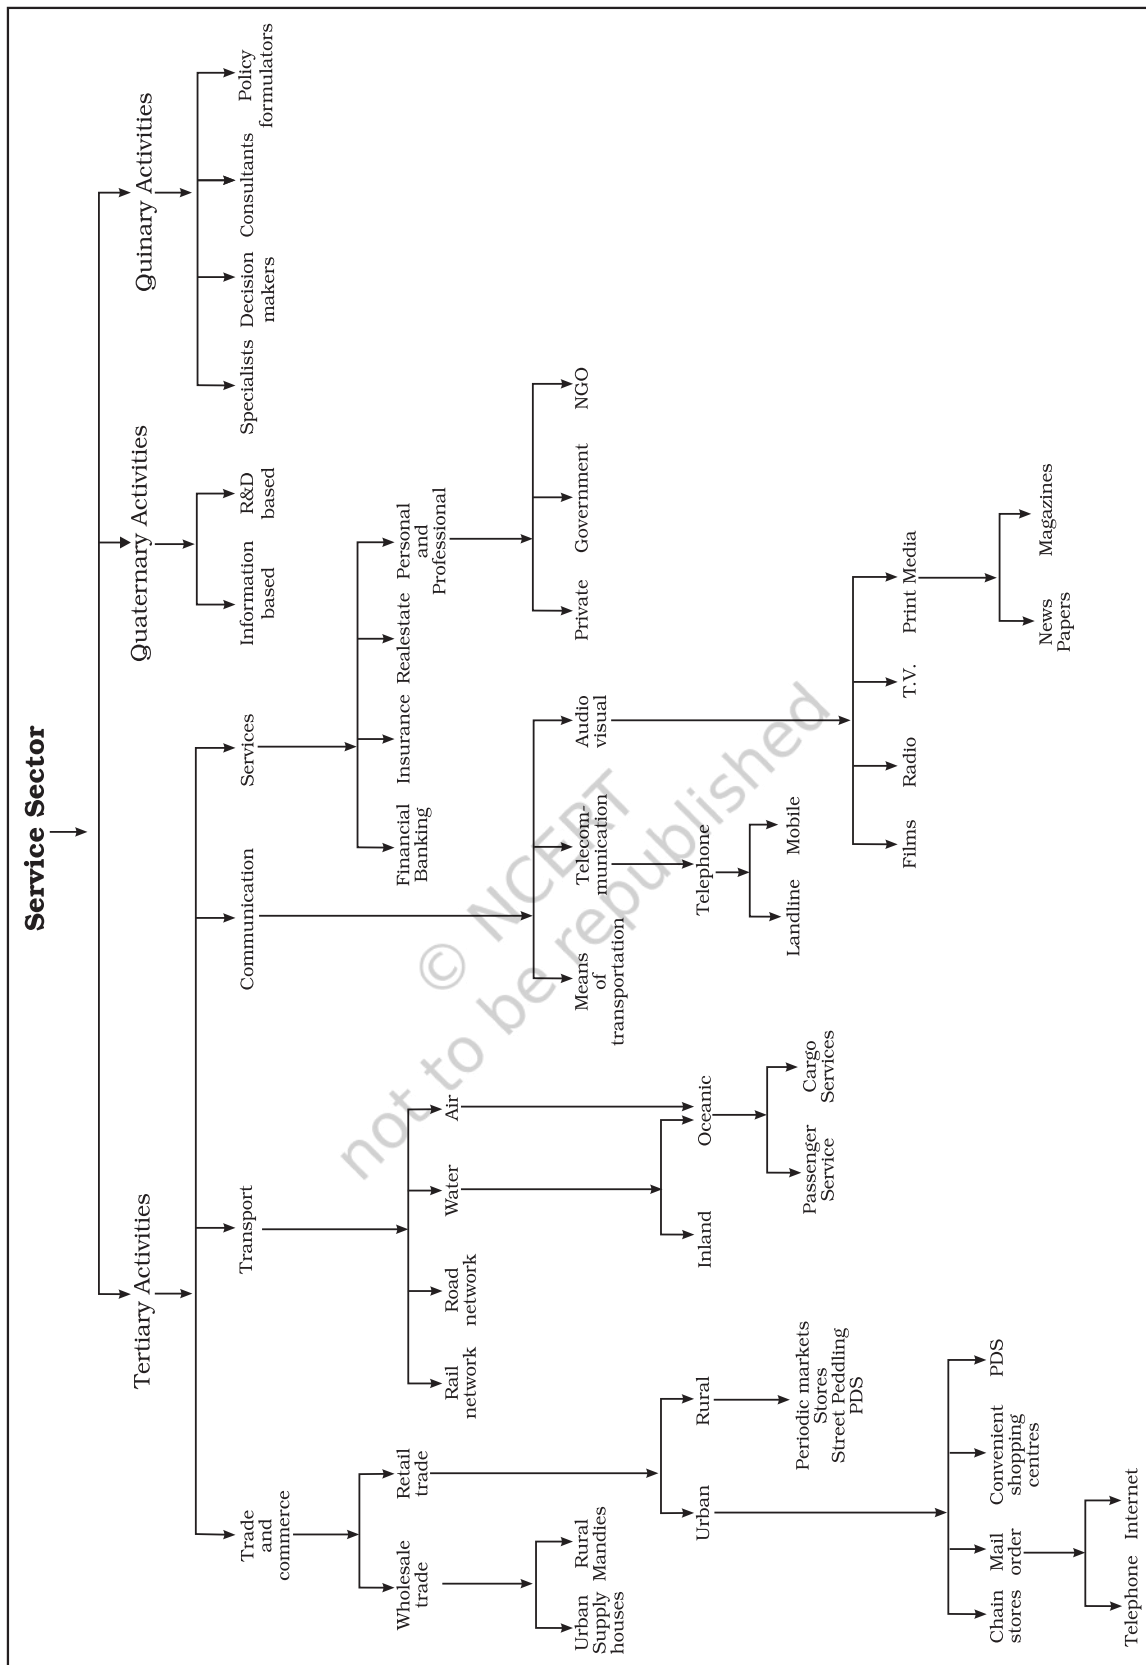 Service Sector
Tertiary Activities
Quaternary Activities
Quinary Activities
Trade
and
commerce
Transport
Communication
Services
Information
based
R&D
based
Specialists
Decision
makers
Consultants
Policy
formulators
Wholesale
trade
Retail
trade
Rail
network
Road
network
Water
Air
Financial
Banking
Insurance
Realestate
Personal
and
Professional
Urban
Supply
houses
Rural
Mandies
Means
of
transportation
Telecom-
munication
Audio
visual
Private
Government
NGO
Urban
Rural
Inland
Oceanic
Telephone
Periodic markets
Stores
Street Peddling
PDS
Passenger
Service
Cargo
Services
Landline
Mobile
Films
Radio
T.V.
Print Media
Chain
stores
Mail
order
Convenient
shopping
centres
PDS
News
Papers
Magazines
Telephone
Internet
© NCERT
not to be republished